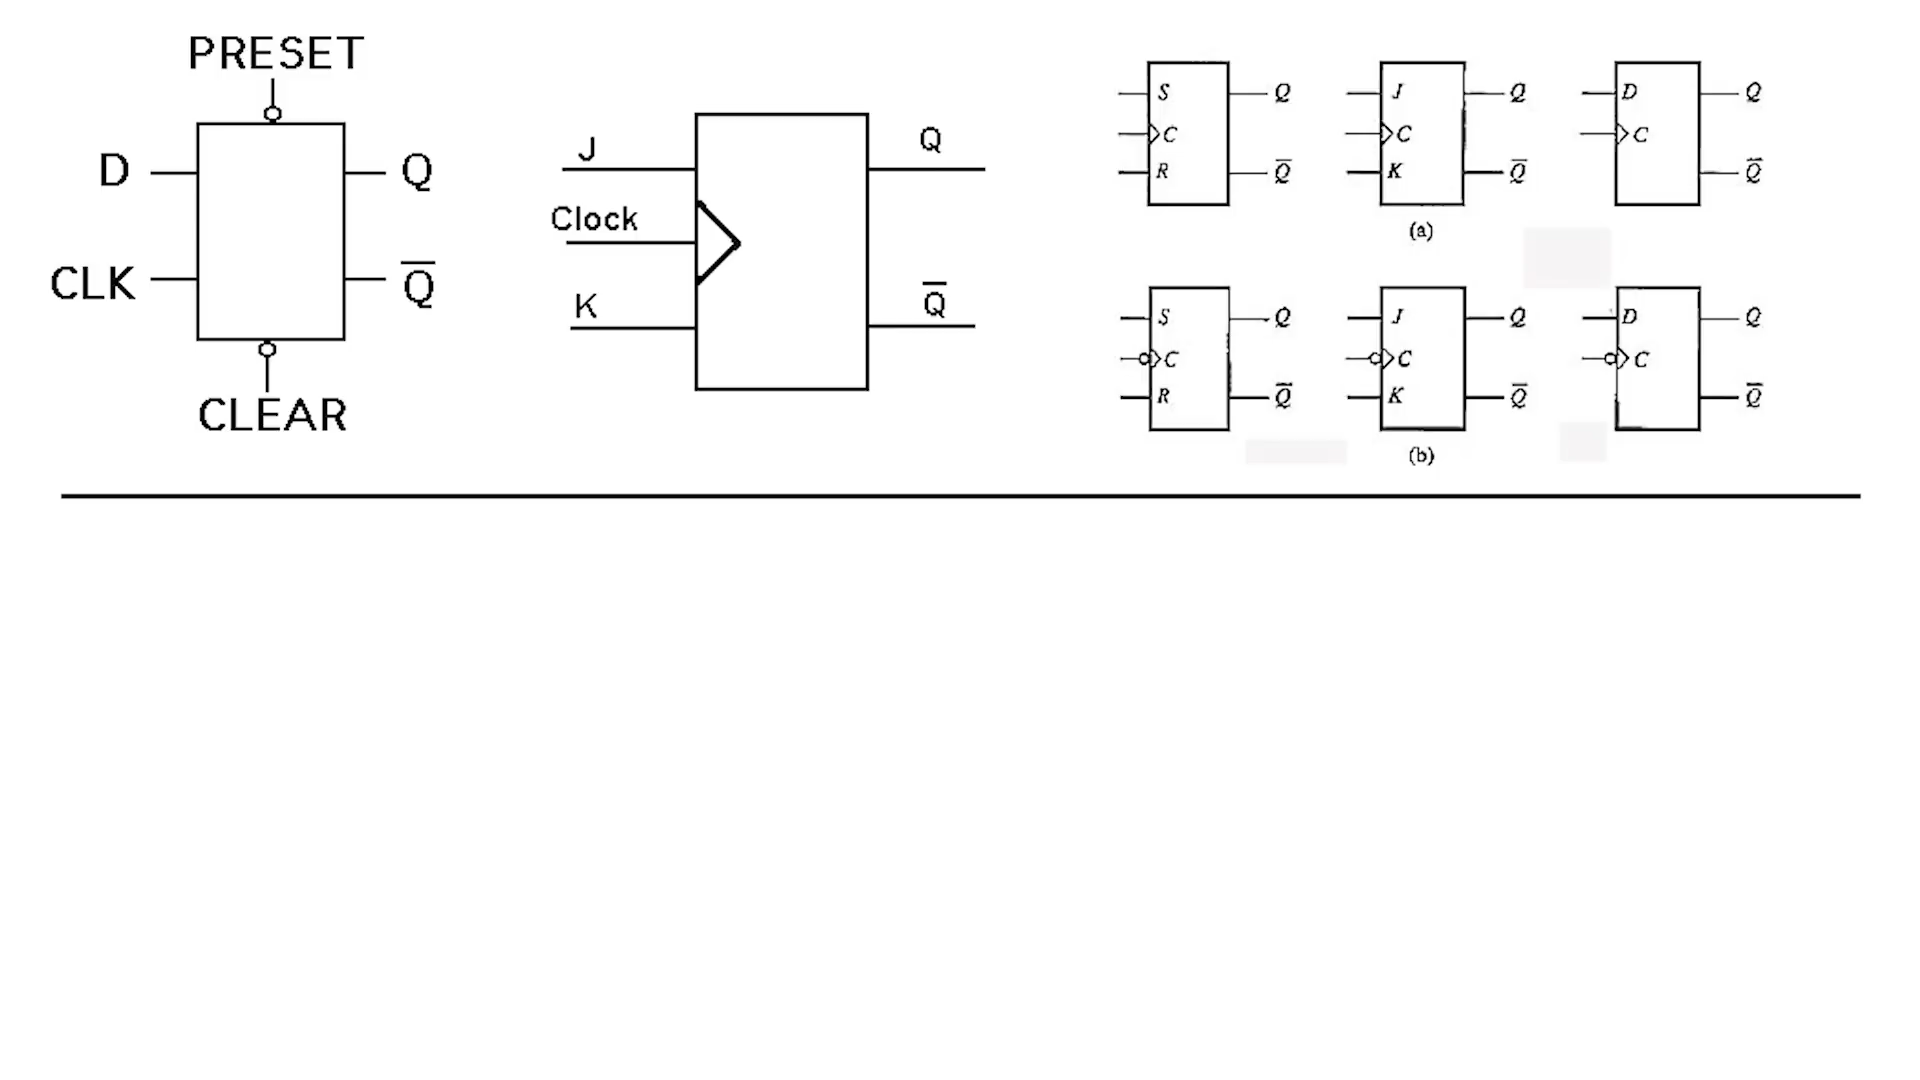 PRESET
D Q
CLK Q̅
CLEAR
J Q
Clock
K Q̅
S Q J Q D Q
C C C
R Q̅ K Q̅ Q̅
(a)
S Q J Q D Q
C C C
R Q̅ K Q̅ Q̅
(b)